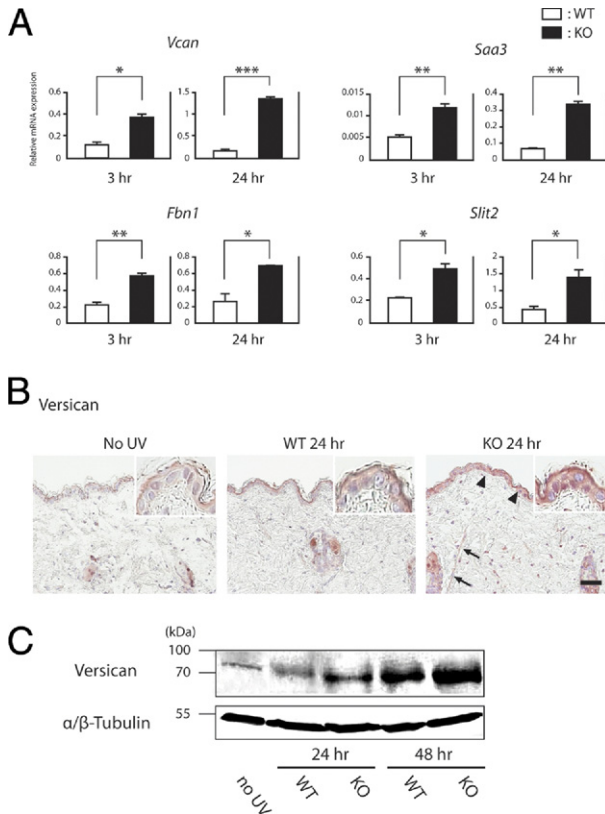 A
: WT
: KO
Vcan
Saa3
Relative mRNA expression
*
***
**
**
0.6
0.4
0.2
0
1.5
1
0.5
0
0.015
0.01
0.005
0
0.4
0.3
0.2
0.1
0
3 hr
24 hr
3 hr
24 hr
Fbn1
Slit2
**
*
*
*
0.8
0.6
0.4
0.2
0
0.8
0.6
0.4
0.2
0
0.6
0.4
0.2
0
2
1.5
1
0.5
0
3 hr
24 hr
3 hr
24 hr
B
Versican
No UV
WT 24 hr
KO 24 hr
C
(kDa)
100
Versican
70
α/β-Tubulin
55
24 hr
48 hr
no UV
WT
KO
WT
KO